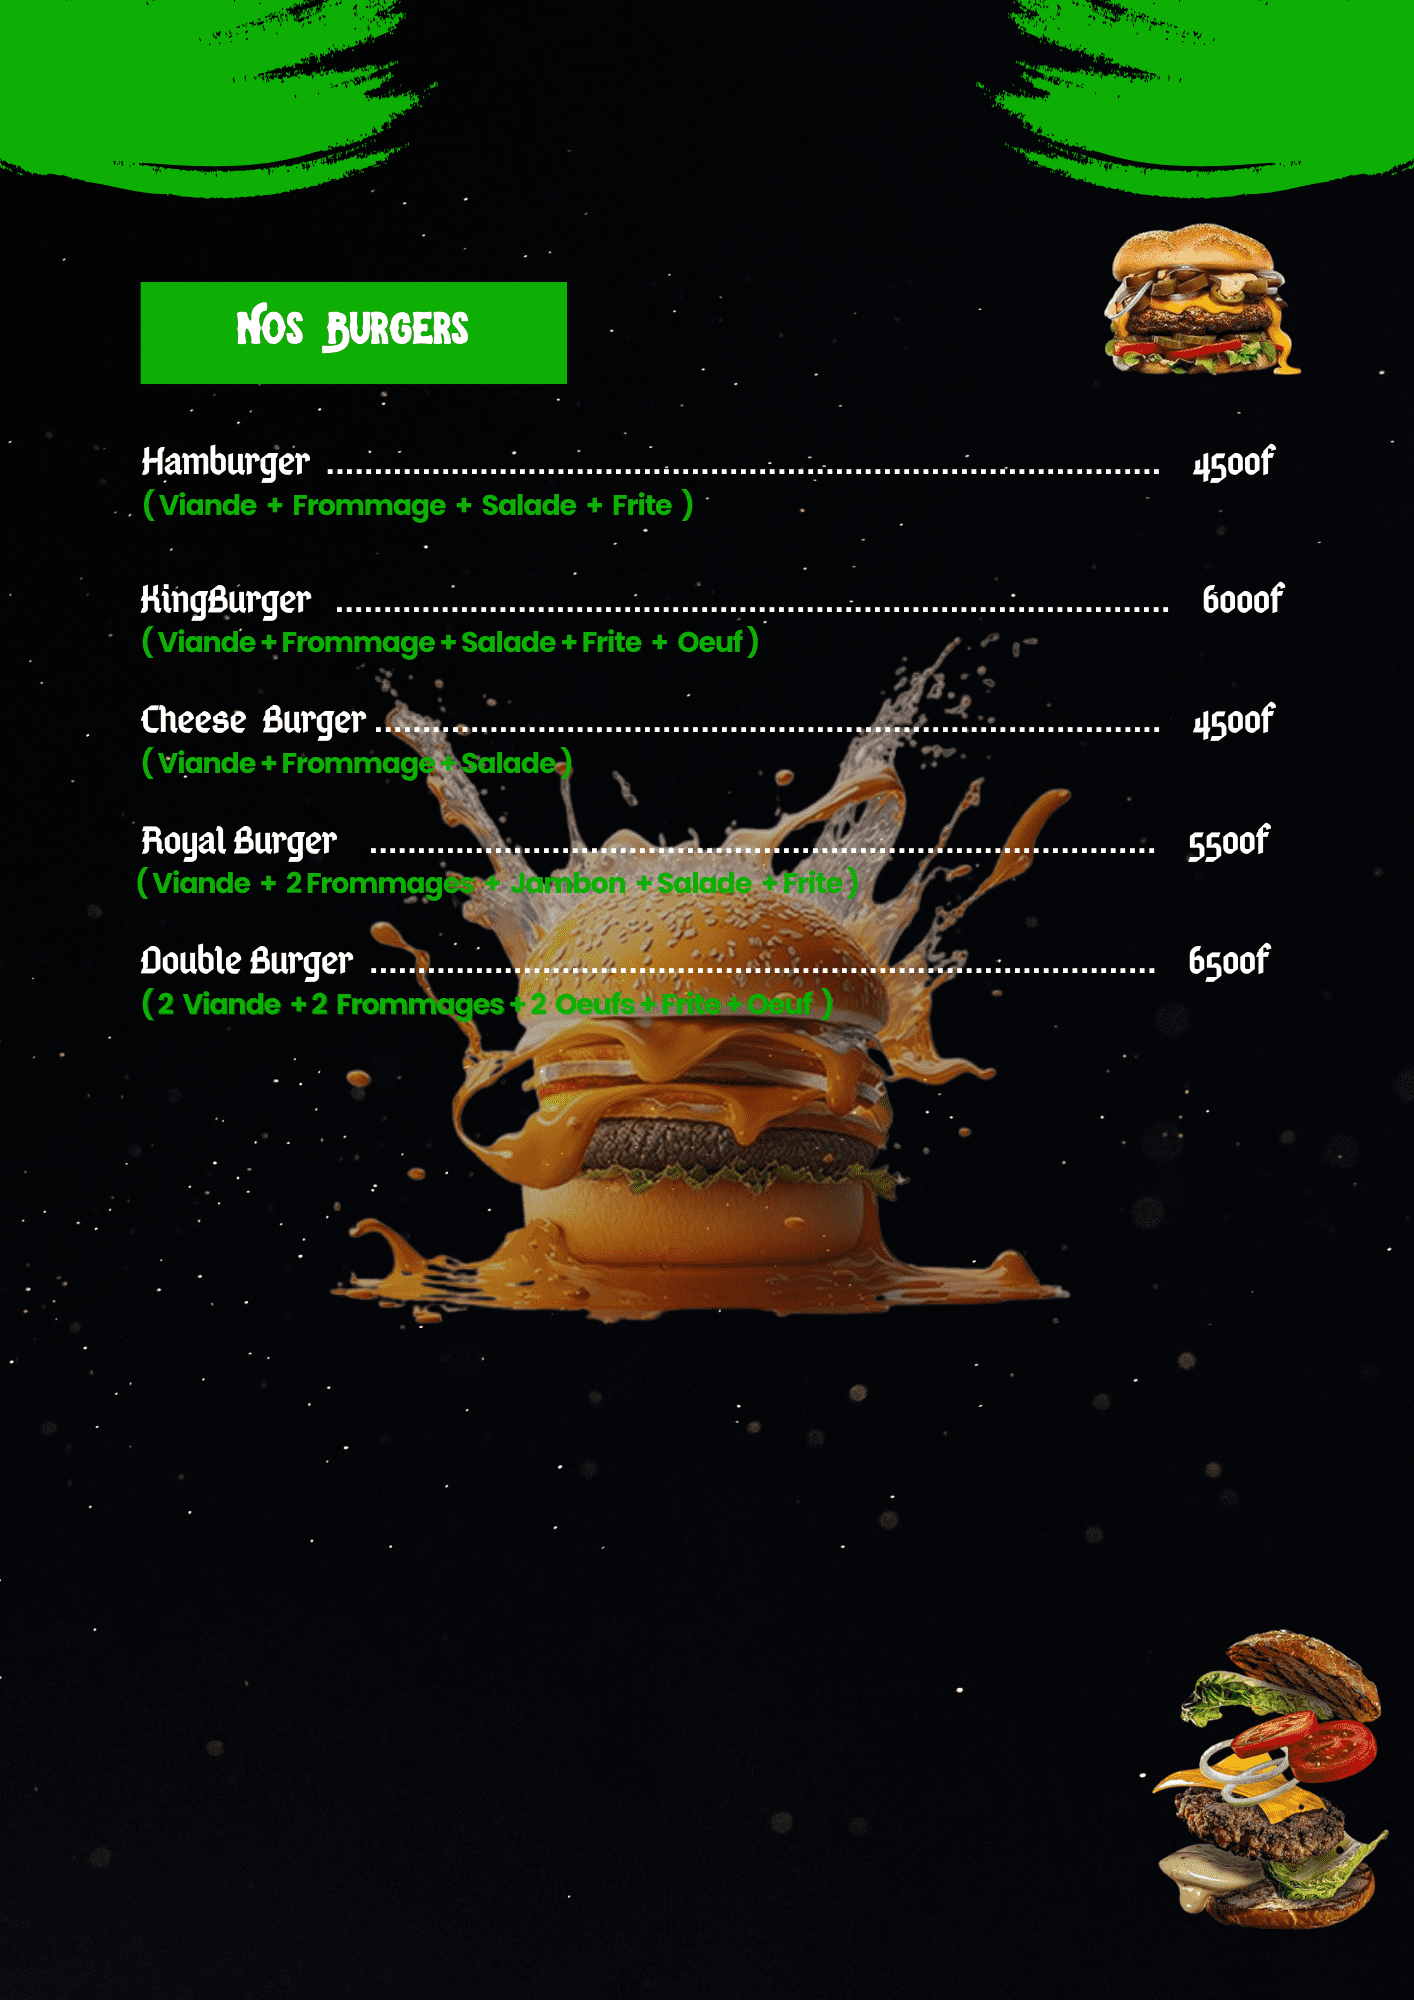 Nos Burgers
Hamburger ........................................................................................ 4500f
( Viande + Frommage + Salade + Frite )
KingBurger ........................................................................................ 6000f
( Viande + Frommage + Salade + Frite + Oeuf )
Cheese Burger ................................................................................... 4500f
( Viande + Frommage + Salade )
Royal Burger ................................................................................... 5500f
( Viande + 2 Frommages + Jambon + Salade + Frite )
Double Burger ................................................................................... 6500f
( 2 Viande + 2 Frommages + 2 Oeufs + Frite + Oeuf )